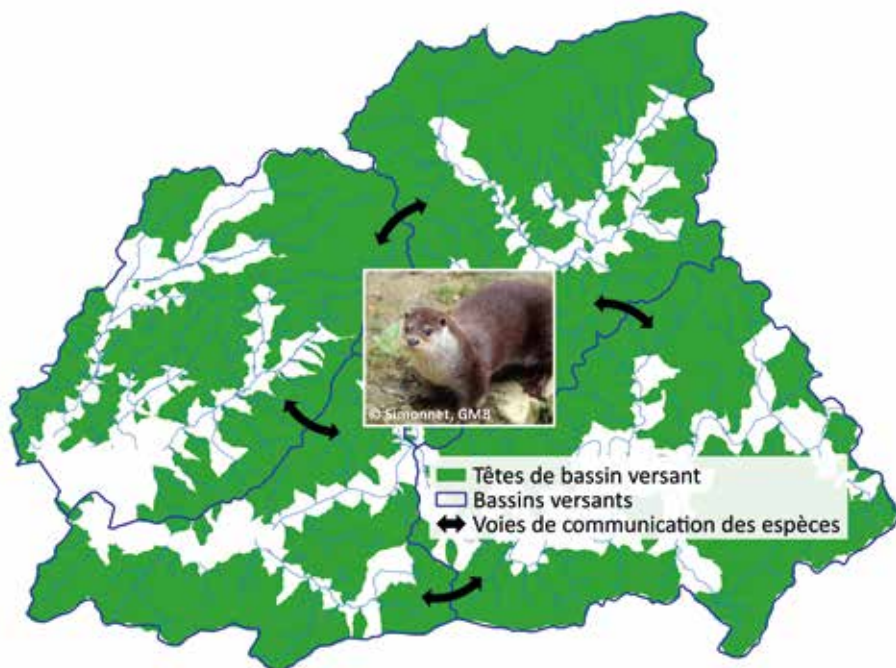 © Simonnet, GMB
Têtes de bassin versant
Bassins versants
Voies de communication des espèces